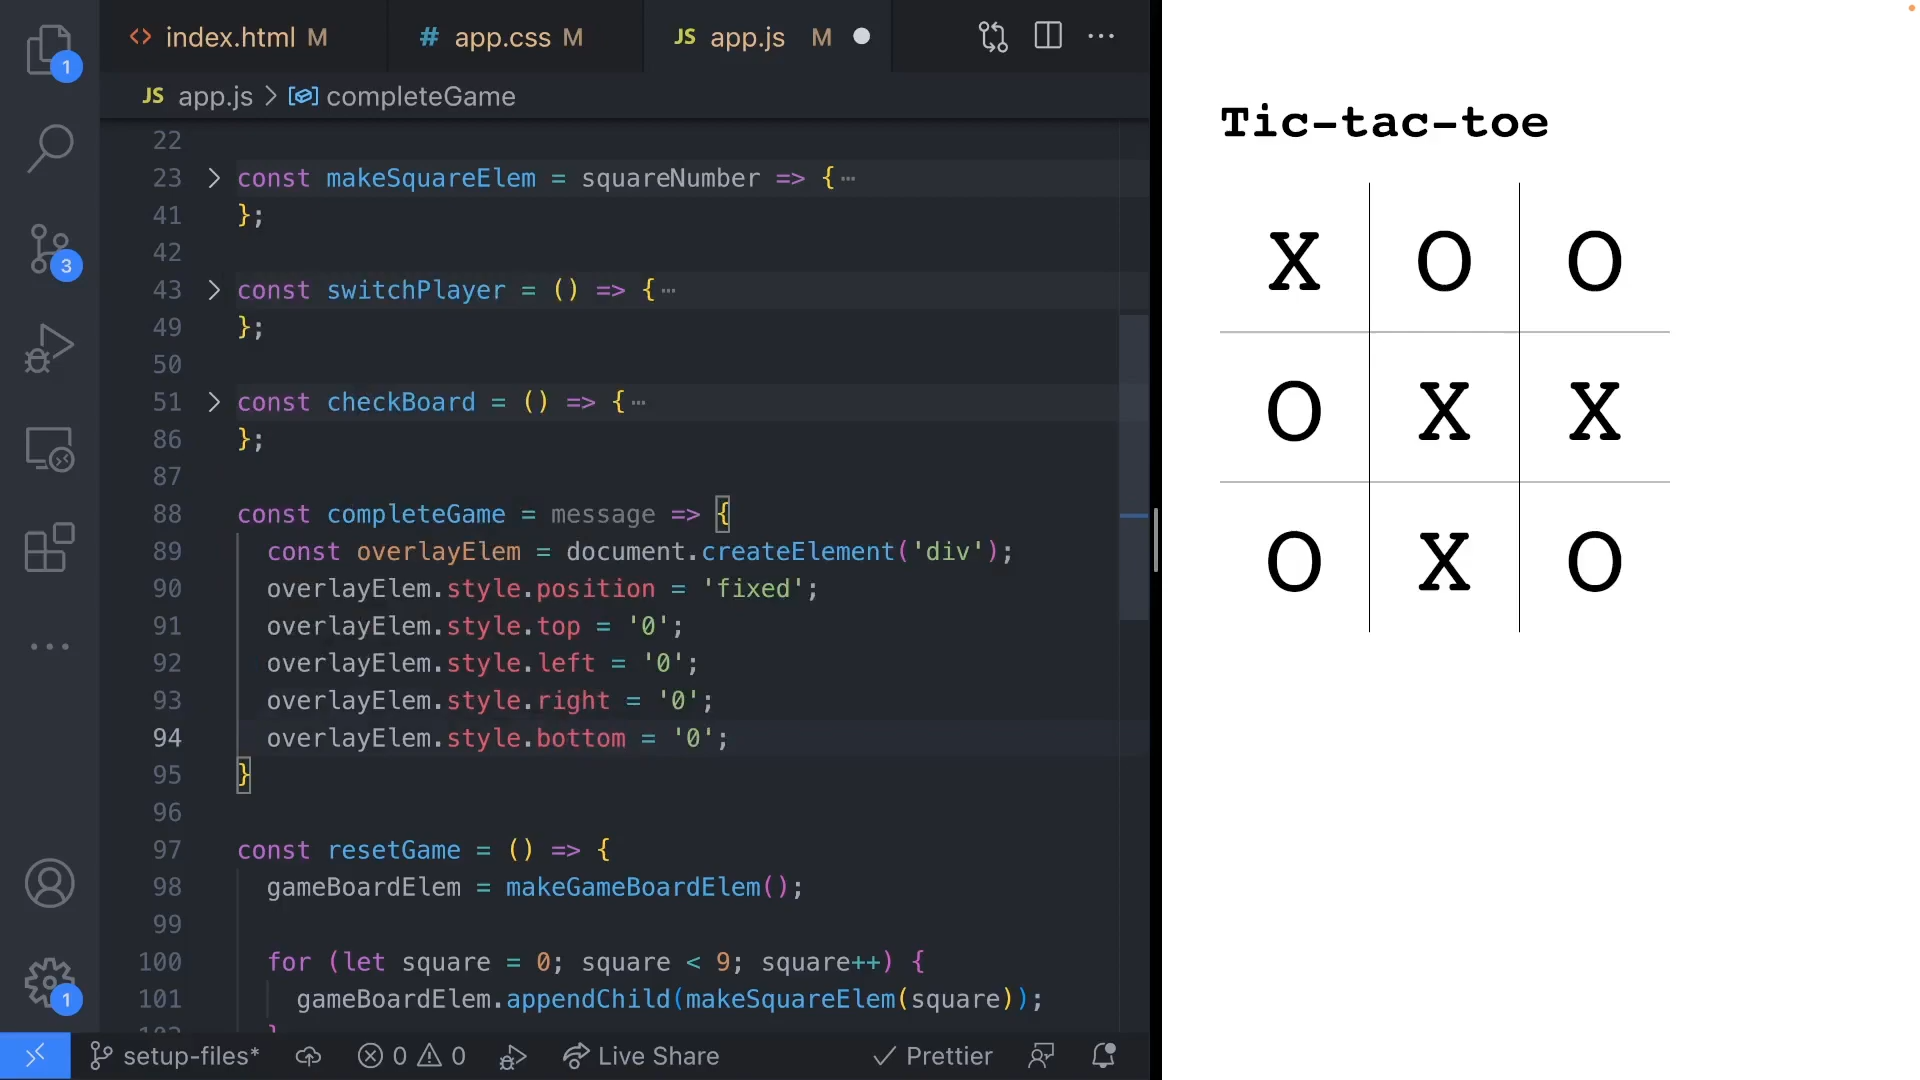 <> index.html M
# app.css M
JS app.js M
JS app.js > completeGame
22
23 const makeSquareElem = squareNumber => {⋯
41 };
42
43 const switchPlayer = () => {⋯
49 };
50
51 const checkBoard = () => {⋯
86 };
87
88 const completeGame = message => {
89 const overlayElem = document.createElement('div');
90 overlayElem.style.position = 'fixed';
91 overlayElem.style.top = '0';
92 overlayElem.style.left = '0';
93 overlayElem.style.right = '0';
94 overlayElem.style.bottom = '0';
95 }
96
97 const resetGame = () => {
98 gameBoardElem = makeGameBoardElem();
99
100 for (let square = 0; square < 9; square++) {
101 gameBoardElem.appendChild(makeSquareElem(square));
1
3
1
setup-files*
0
0
Live Share
Prettier
Tic-tac-toe
X O O
O X X
O X O